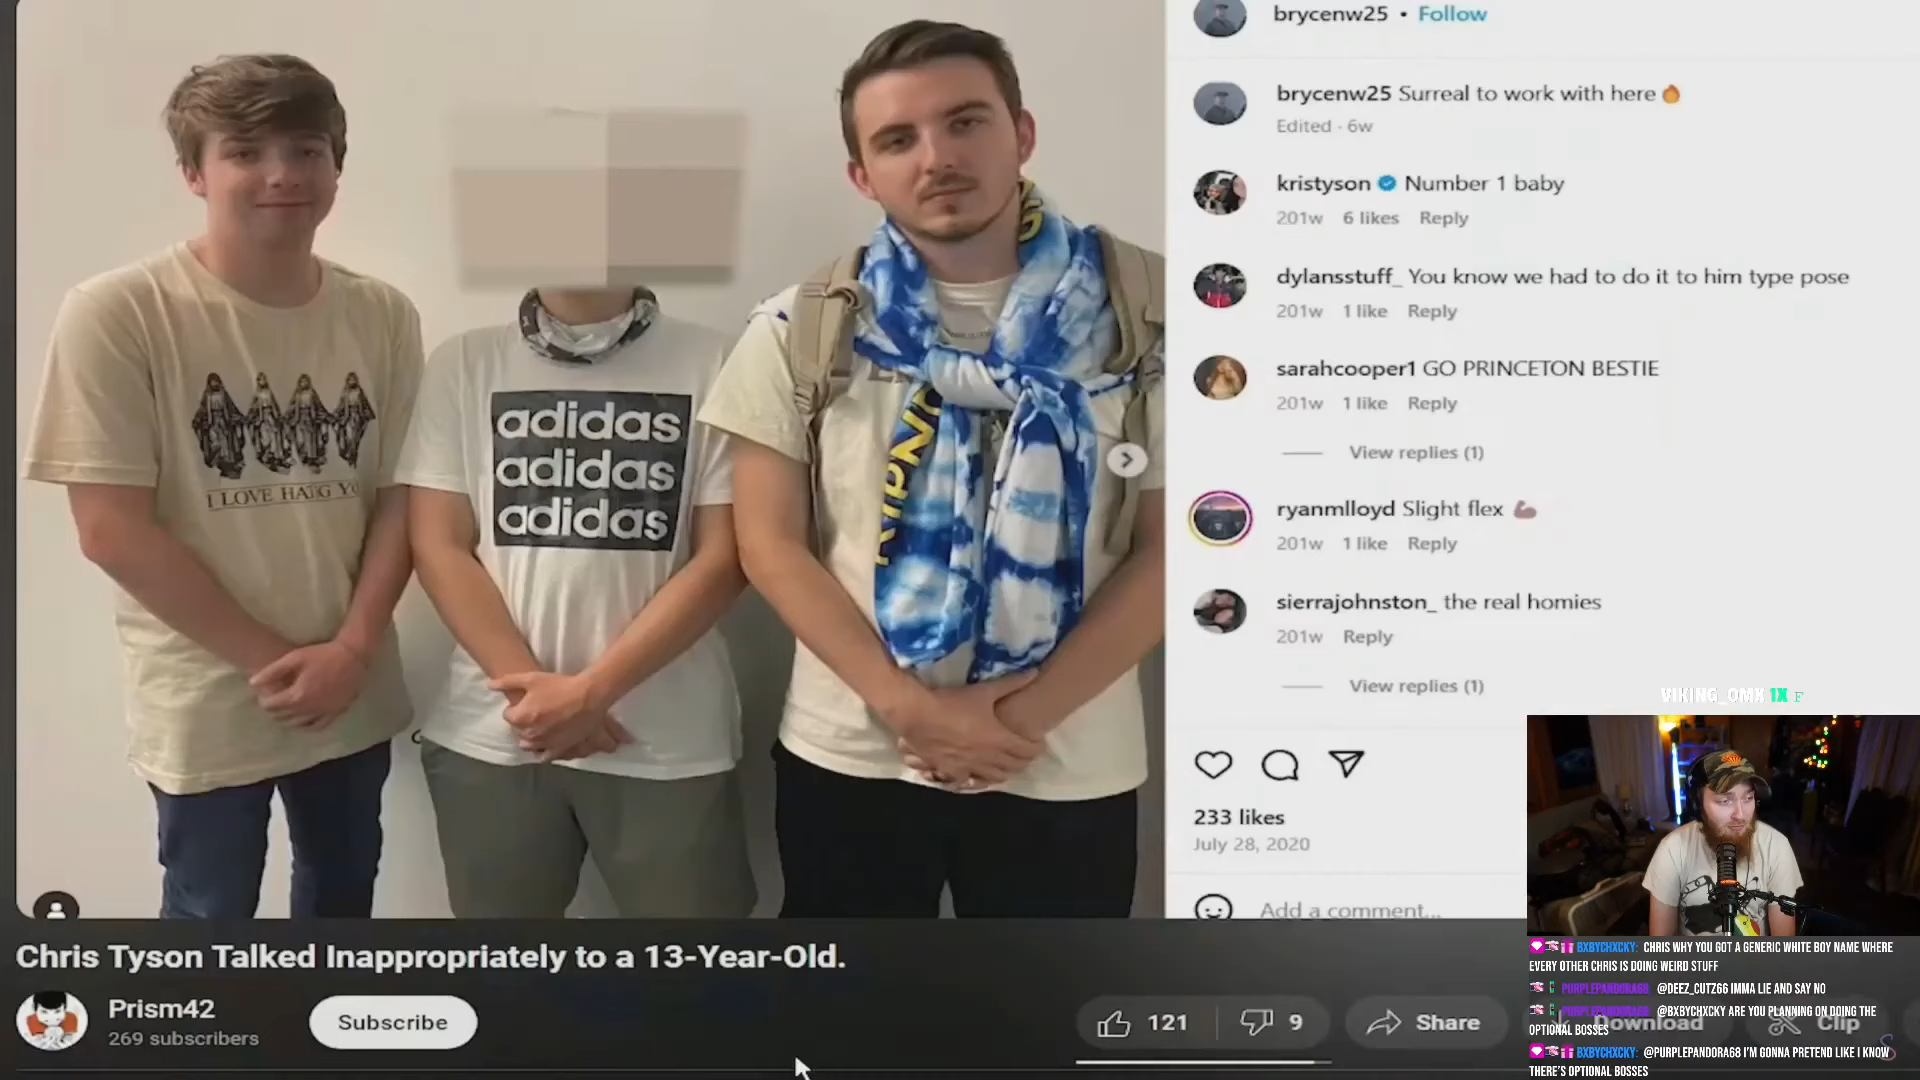 brycenw25 • Follow
brycenw25 Surreal to work with here
Edited · 6w
kristyson Number 1 baby
201w 6 likes Reply
dylansstuff_ You know we had to do it to him type pose
201w 1 like Reply
sarahcooper1 GO PRINCETON BESTIE
201w 1 like Reply
View replies (1)
ryanmlloyd Slight flex
201w 1 like Reply
sierrajohnston_ the real homies
201w Reply
View replies (1)
233 likes
July 28, 2020
Add a comment...
I LOVE HATING YO
adidas
adidas
adidas
VIKING_OMX 1X F
Chris Tyson Talked Inappropriately to a 13-Year-Old.
Prism42
269 subscribers
Subscribe
121
9
Share
Download
Clip
BXBYCHXCKY: CHRIS WHY YOU GOT A GENERIC WHITE BOY NAME WHERE
EVERY OTHER CHRIS IS DOING WEIRD STUFF
PURPLEPANDORA68 @DEEZ_CUTZ66 IMMA LIE AND SAY NO
PURPLEPANDORA68 @BXBYCHXCKY ARE YOU PLANNING ON DOING THE
OPTIONAL BOSSES
BXBYCHXCKY: @PURPLEPANDORA68 I'M GONNA PRETEND LIKE I KNOW
THERE'S OPTIONAL BOSSES